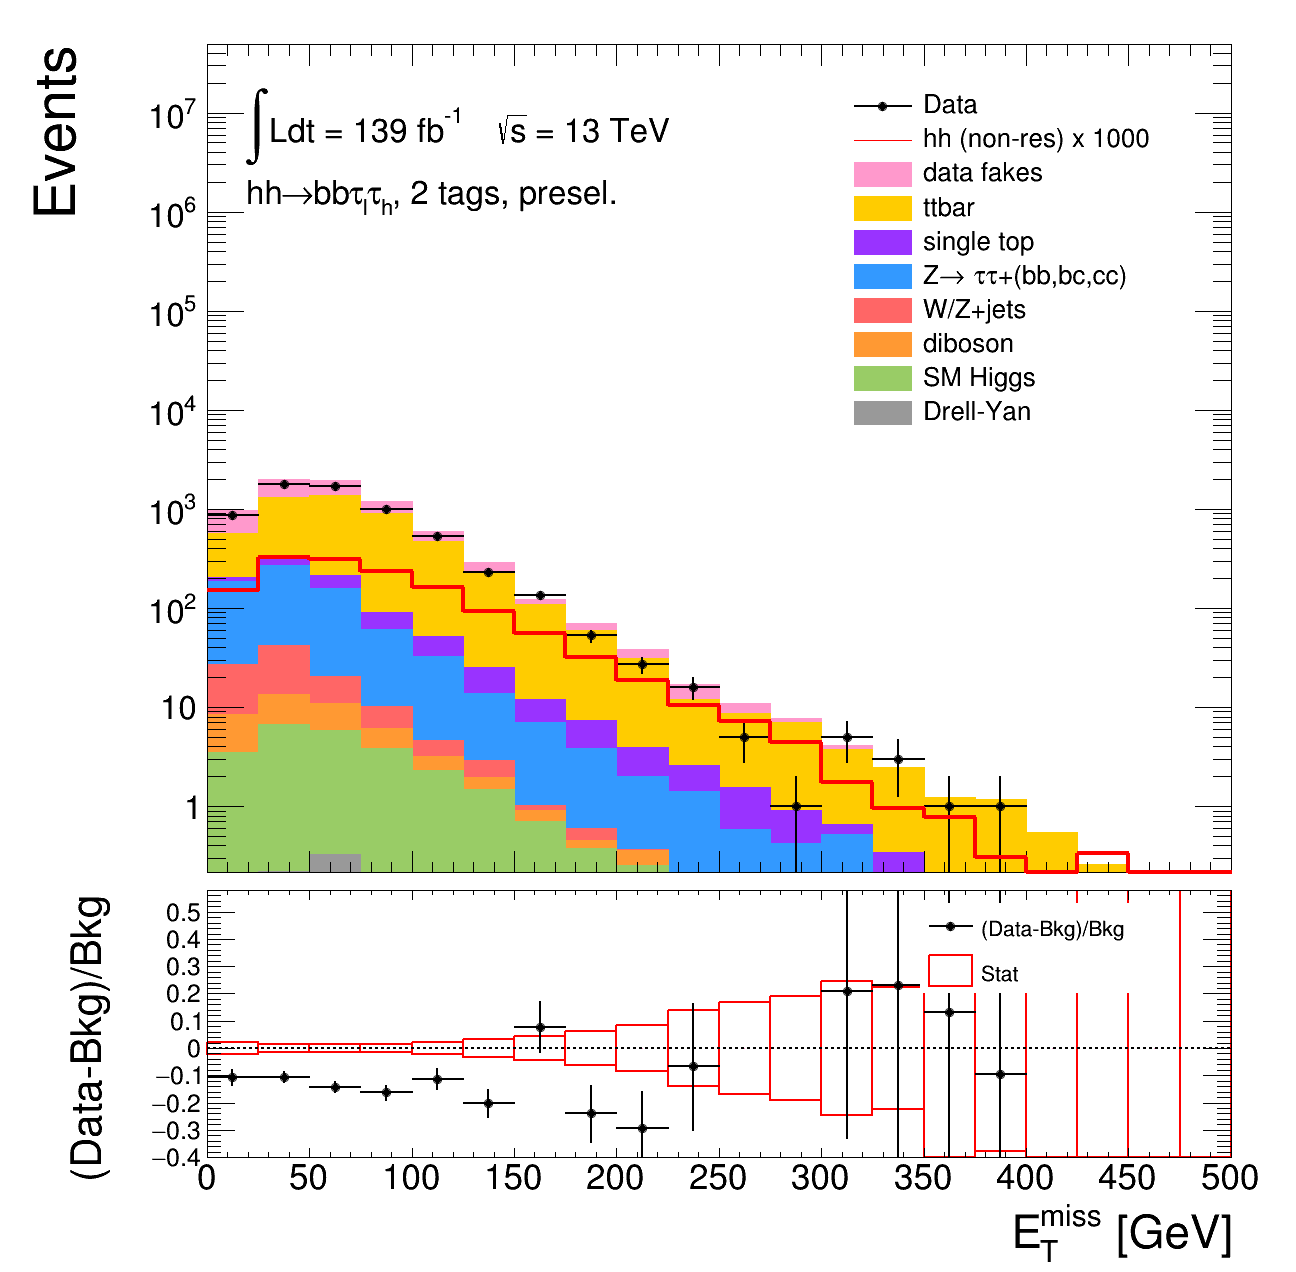 Events
∫Ldt = 139 fb⁻¹ √s = 13 TeV
hh→bbτₗτₕ, 2 tags, presel.
Data
hh (non-res) x 1000
data fakes
ttbar
single top
Z→ ττ+(bb,bc,cc)
W/Z+jets
diboson
SM Higgs
Drell-Yan
10⁷
10⁶
10⁵
10⁴
10³
10²
10
1
(Data-Bkg)/Bkg
(Data-Bkg)/Bkg
Stat
0.5
0.4
0.3
0.2
0.1
0
−0.1
−0.2
−0.3
−0.4
0 50 100 150 200 250 300 350 400 450 500
E_T^miss [GeV]